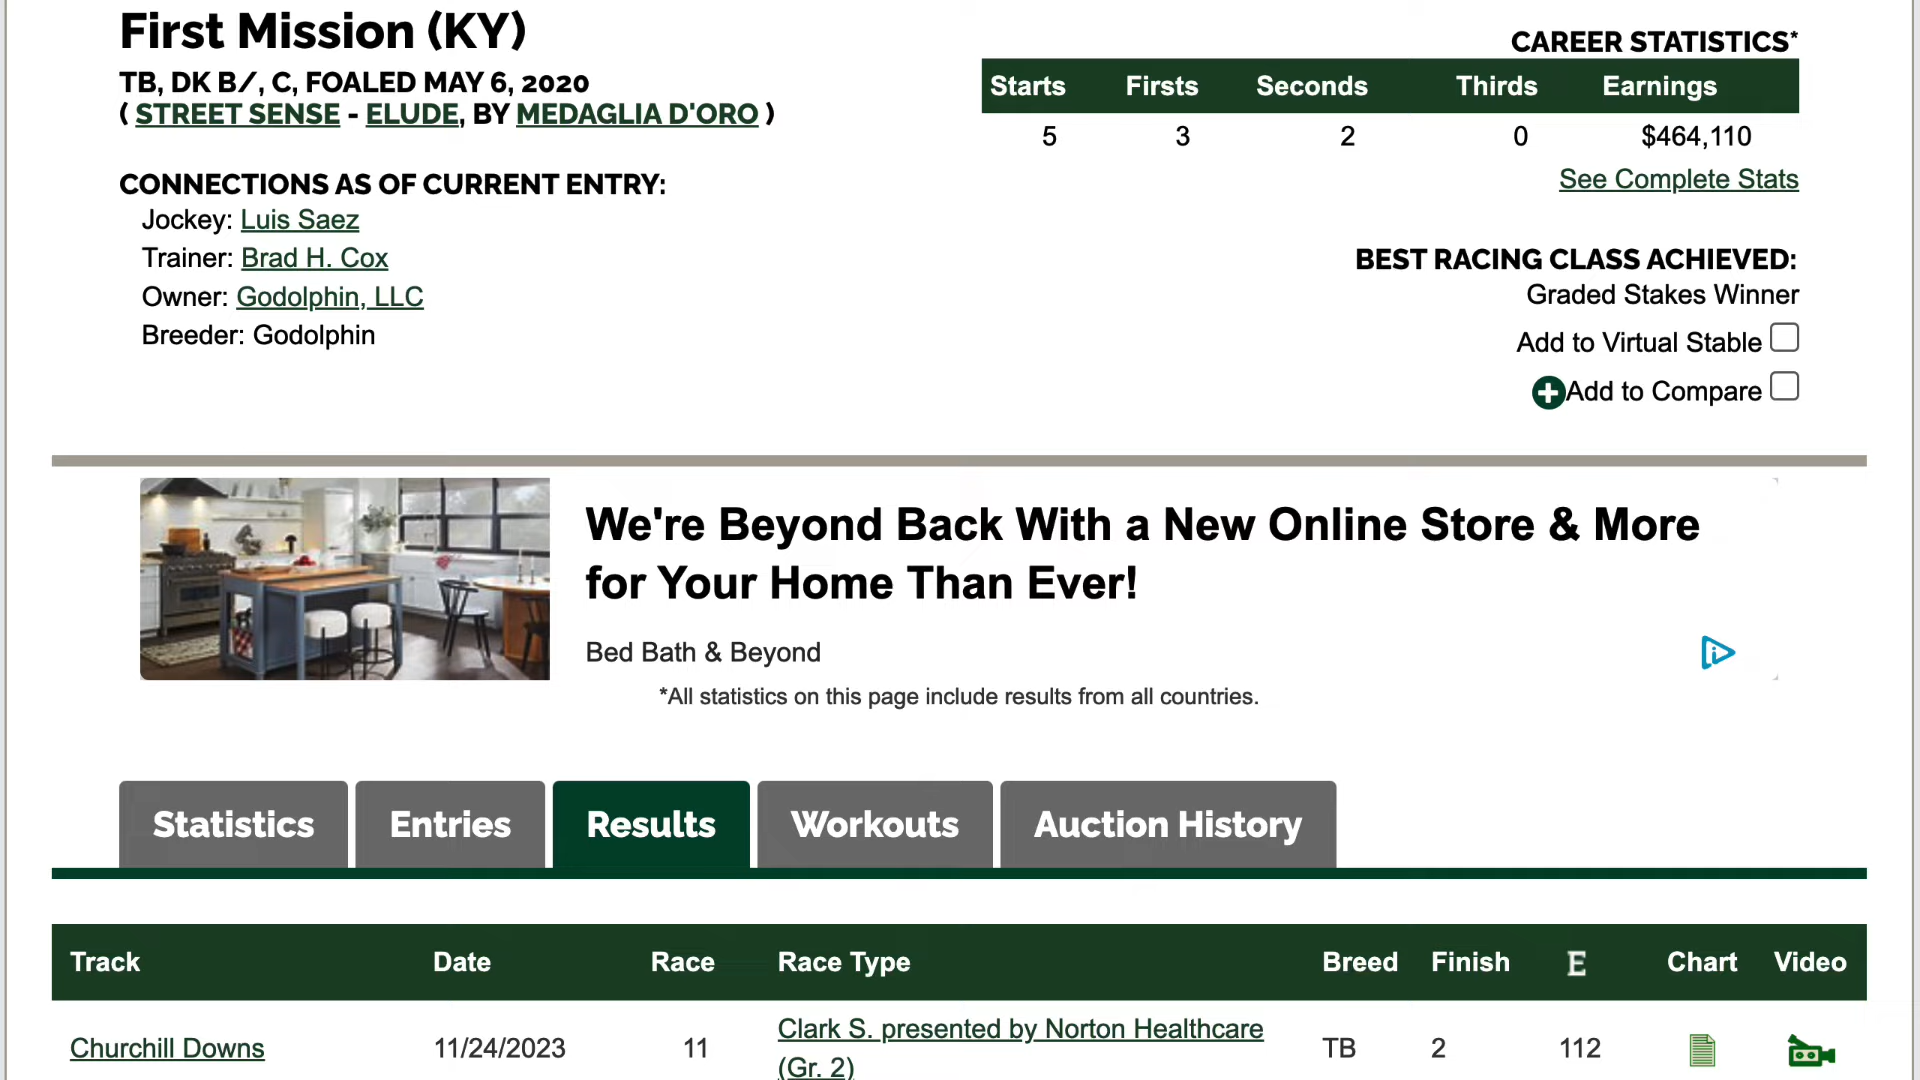 First Mission (KY)
TB, DK B/, C, FOALED MAY 6, 2020
( STREET SENSE - ELUDE, BY MEDAGLIA D'ORO )
CONNECTIONS AS OF CURRENT ENTRY:
Jockey: Luis Saez
Trainer: Brad H. Cox
Owner: Godolphin, LLC
Breeder: Godolphin
CAREER STATISTICS*
Starts Firsts Seconds Thirds Earnings
5 3 2 0 $464,110
See Complete Stats
BEST RACING CLASS ACHIEVED:
Graded Stakes Winner
Add to Virtual Stable
Add to Compare
We're Beyond Back With a New Online Store & More
for Your Home Than Ever!
Bed Bath & Beyond
*All statistics on this page include results from all countries.
Statistics Entries Results Workouts Auction History
Track Date Race Race Type Breed Finish E Chart Video
Churchill Downs 11/24/2023 11 Clark S. presented by Norton Healthcare TB 2 112
(Gr. 2)